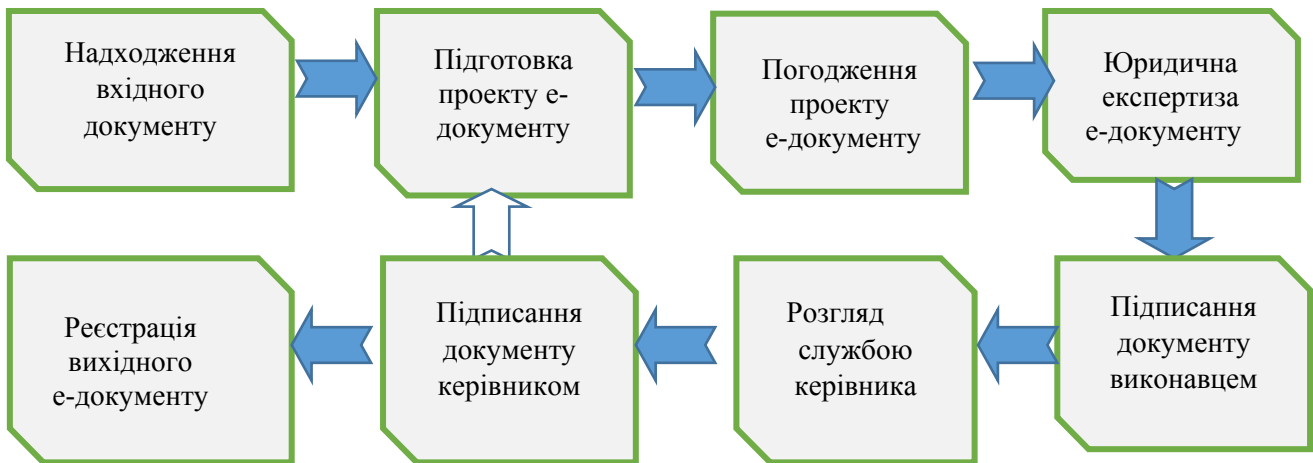 Надходження
вхідного
документу
Підготовка
проекту е-
документу
Погодження
проекту
е-документу
Юридична
експертиза
е-документу
Реєстрація
вихідного
е-документу
Підписання
документу
керівником
Розгляд
службою
керівника
Підписання
документу
виконавцем